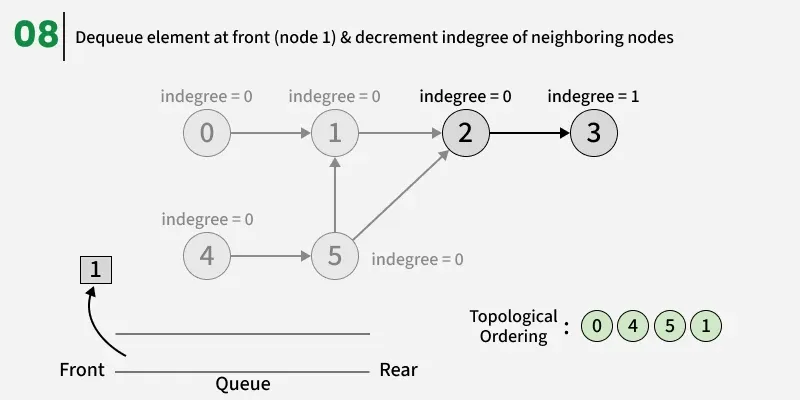 08
Dequeue element at front (node 1) & decrement indegree of neighboring nodes
indegree = 0 indegree = 0 indegree = 0 indegree = 1
0 1 2 3
indegree = 0
4 5 indegree = 0
1
Topological
Ordering : 0 4 5 1
Front Rear
Queue